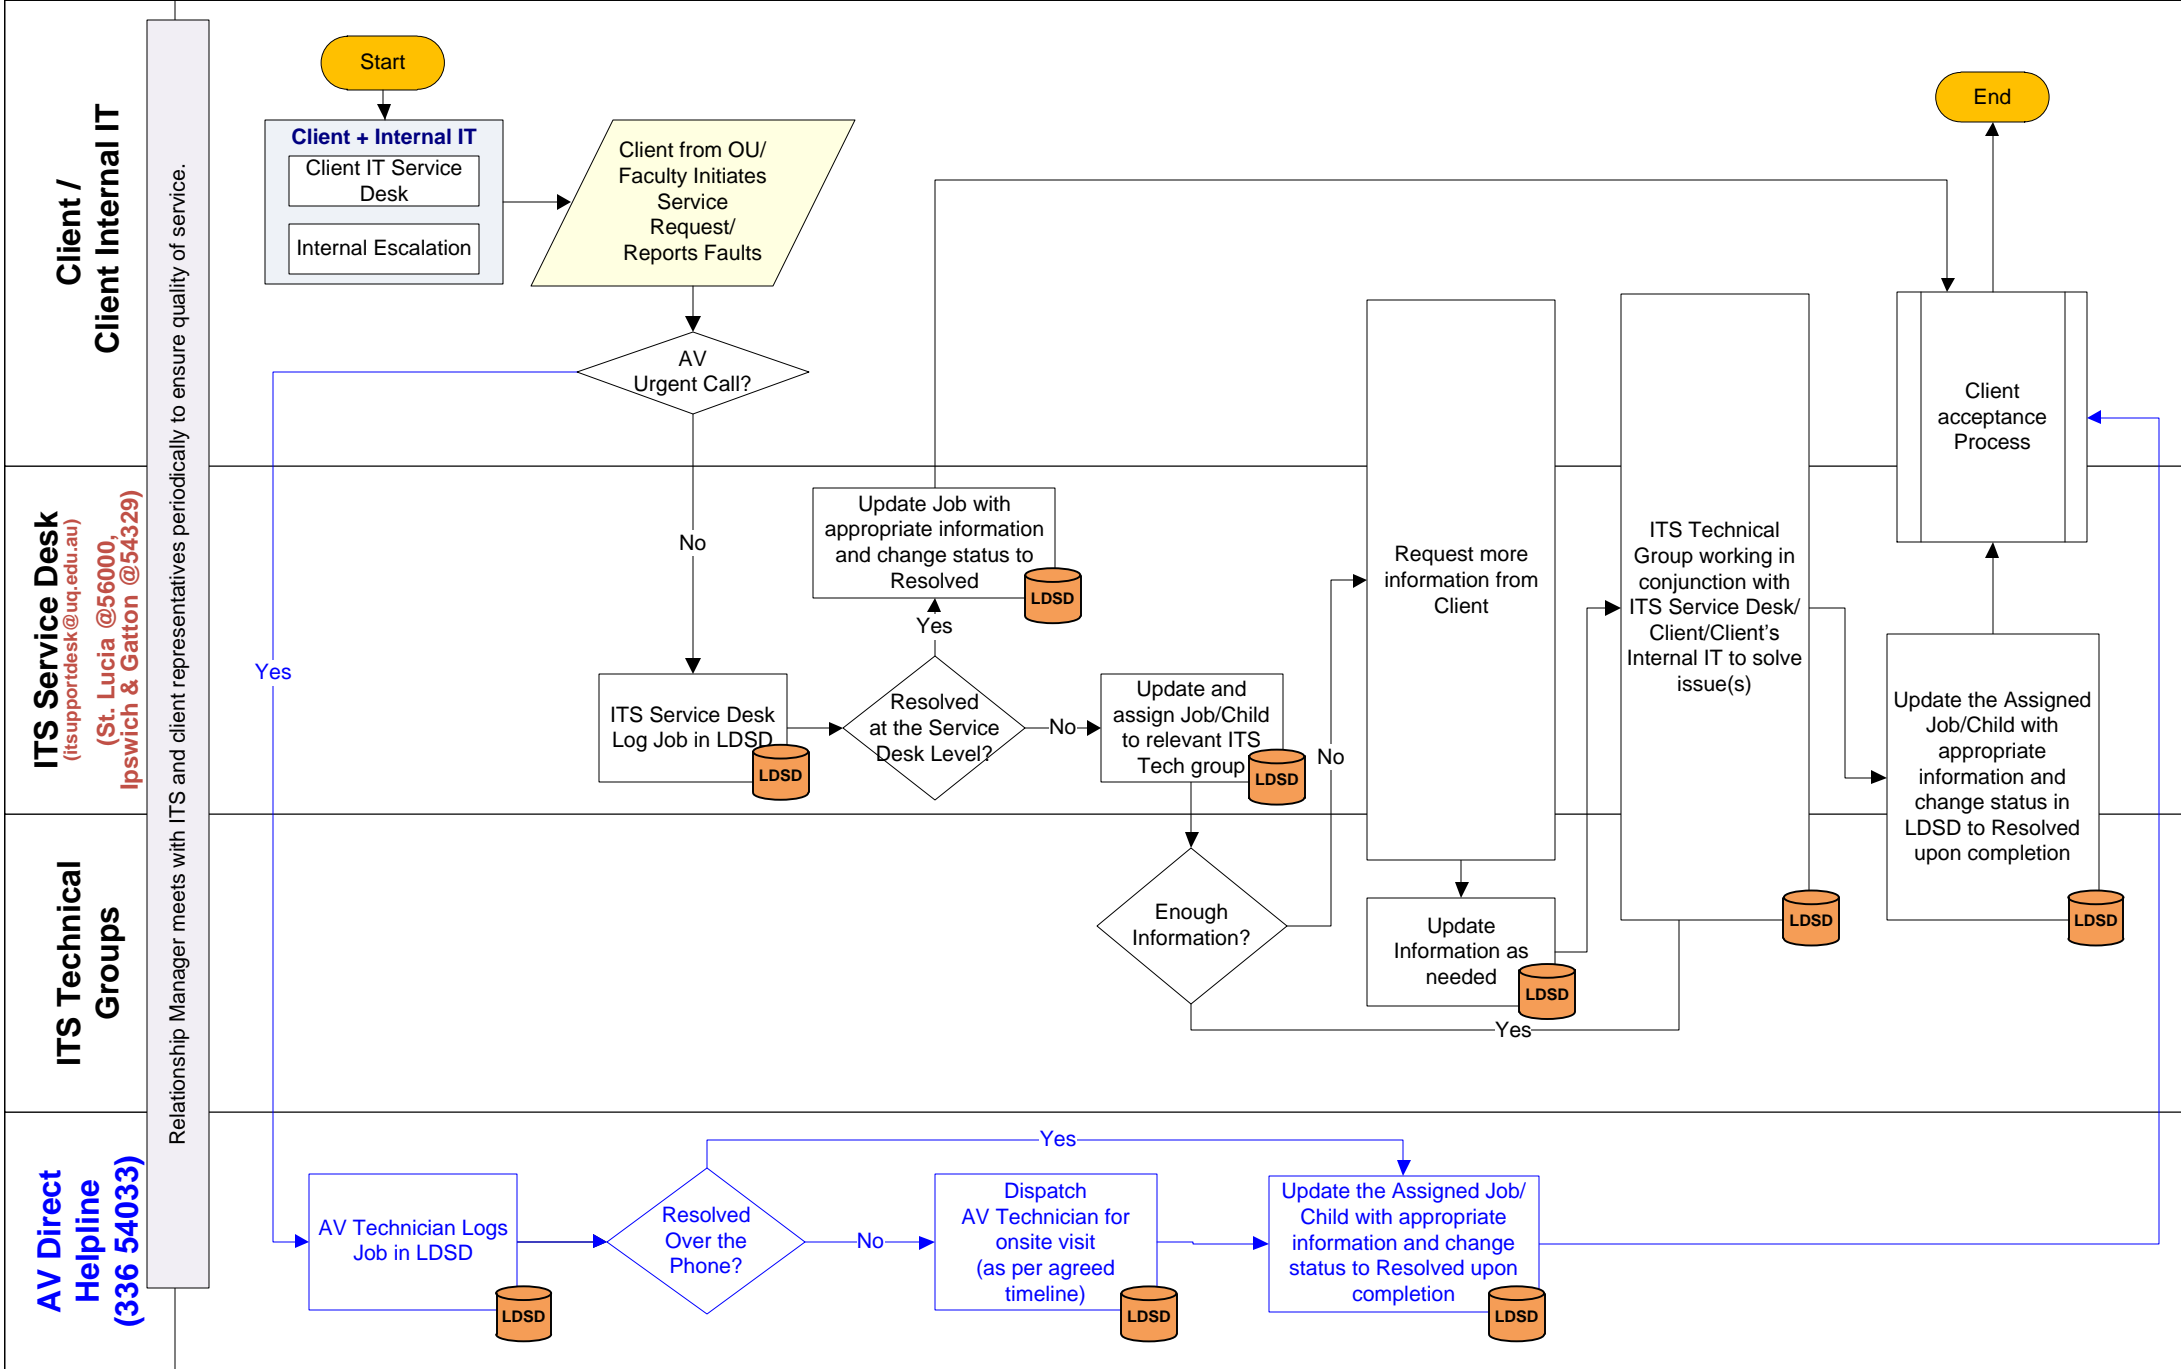 Client /
Client Internal IT
ITS Service Desk
(itsupportdesk@uq.edu.au)
(St. Lucia @56000,
Ipswich & Gatton @54329)
ITS Technical
Groups
AV Direct
Helpline
(336 54033)
Relationship Manager meets with ITS and client representatives periodically to ensure quality of service.
Start
Client + Internal IT
Client IT Service
Desk
Internal Escalation
Client from OU/
Faculty Initiates
Service
Request/
Reports Faults
AV
Urgent Call?
End
Client
acceptance
Process
No
Yes
Update Job with
appropriate information
and change status to
Resolved
LDSD
Yes
ITS Service Desk
Log Job in LDSD
LDSD
Resolved
at the Service
Desk Level?
No
Update and
assign Job/Child
to relevant ITS
Tech group
LDSD
No
Request more
information from
Client
ITS Technical
Group working in
conjunction with
ITS Service Desk/
Client/Client's
Internal IT to solve
issue(s)
LDSD
Update the Assigned
Job/Child with
appropriate
information and
change status in
LDSD to Resolved
upon completion
LDSD
Enough
Information?
Update
Information as
needed
LDSD
Yes
AV Technician Logs
Job in LDSD
LDSD
Resolved
Over the
Phone?
Yes
No
Dispatch
AV Technician for
onsite visit
(as per agreed
timeline)
LDSD
Update the Assigned Job/
Child with appropriate
information and change
status to Resolved upon
completion
LDSD